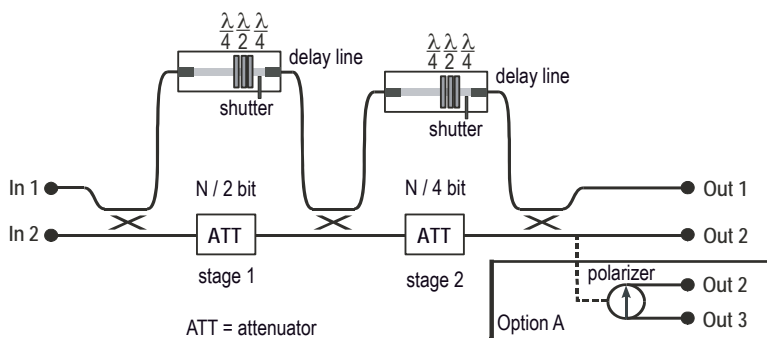 λ/4 λ/2 λ/4
delay line
shutter
λ/4 λ/2 λ/4
delay line
shutter
In 1
N / 2 bit
N / 4 bit
Out 1
In 2
ATT
ATT
Out 2
stage 1
stage 2
polarizer
Out 2
Out 3
Option A
ATT = attenuator